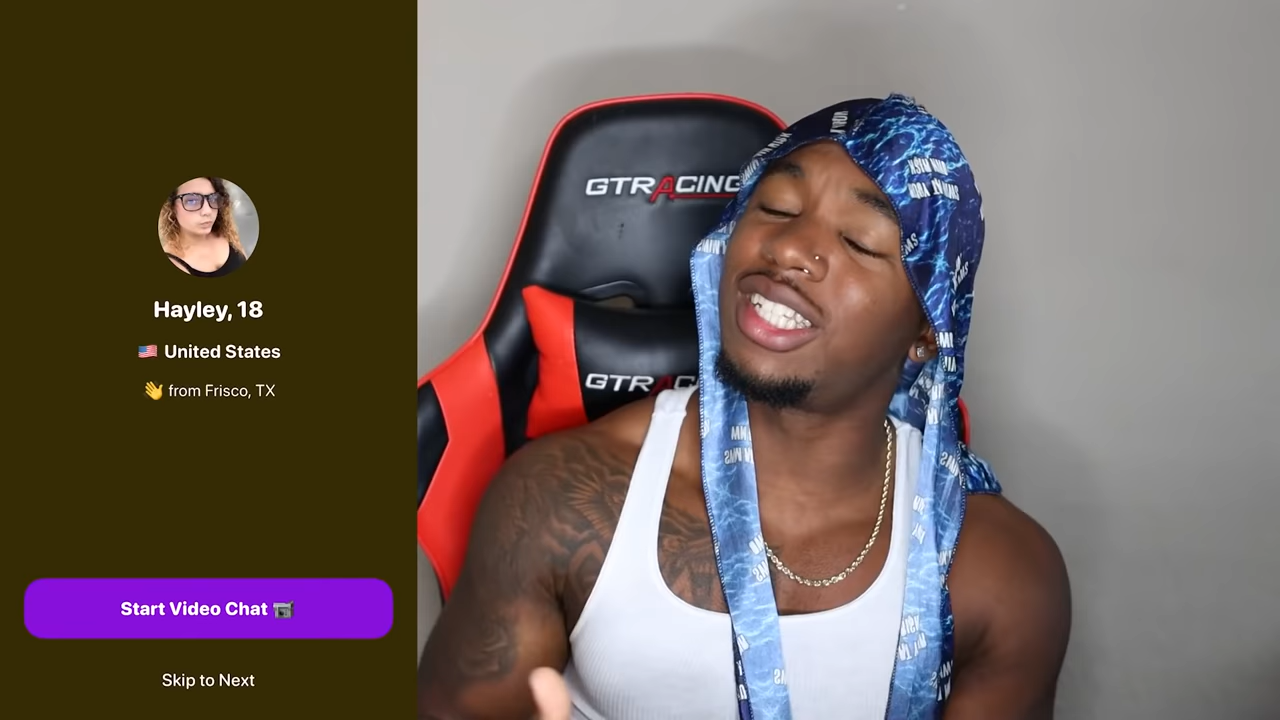 Hayley, 18
United States
👋 from Frisco, TX
Start Video Chat 📹
Skip to Next
GTRACING
GTRAC